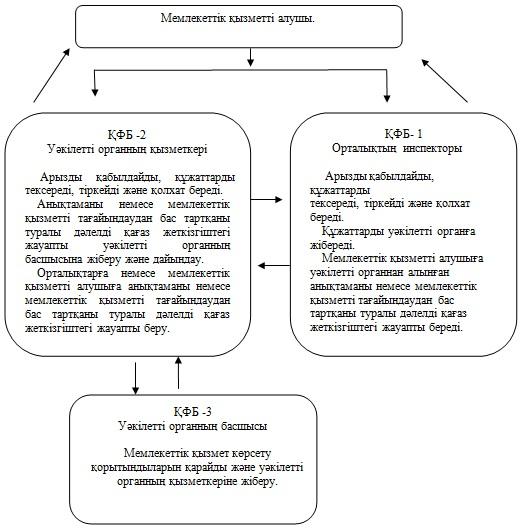 Мемлекеттік қызметті алушы.
ҚФБ -2
Уәкілетті органның қызметкері
Арызды қабылдайды, құжаттарды
тексереді, тіркейді және қолхат береді.
Анықтаманы немесе мемлекеттік
қызметті тағайындаудан бас тартқаны
туралы дәлелді қағаз жеткізгіштегі
жауапты уәкілетті органның
басшысына жіберу және дайындау.
Орталықтарға немесе мемлекеттік
қызметті алушыға анықтаманы немесе
мемлекеттік қызметті тағайындаудан
бас тартқаны туралы дәлелді қағаз
жеткізгіштегі жауапты беру.
ҚФБ- 1
Орталықтың инспекторы
Арызды қабылдайды,
құжаттарды
тексереді, тіркейді және қолхат
береді.
Құжаттарды уәкілетті органға
жібереді.
Мемлекеттік қызметті алушыға
уәкілетті органнан алынған
анықтаманы немесе мемлекеттік
қызметті тағайындаудан бас
тартқаны туралы дәлелді қағаз
жеткізгіштегі жауапты береді.
ҚФБ -3
Уәкілетті органның басшысы
Мемлекеттік қызмет көрсету
қорытындыларын қарайды және уәкілетті
органның қызметкеріне жіберу.